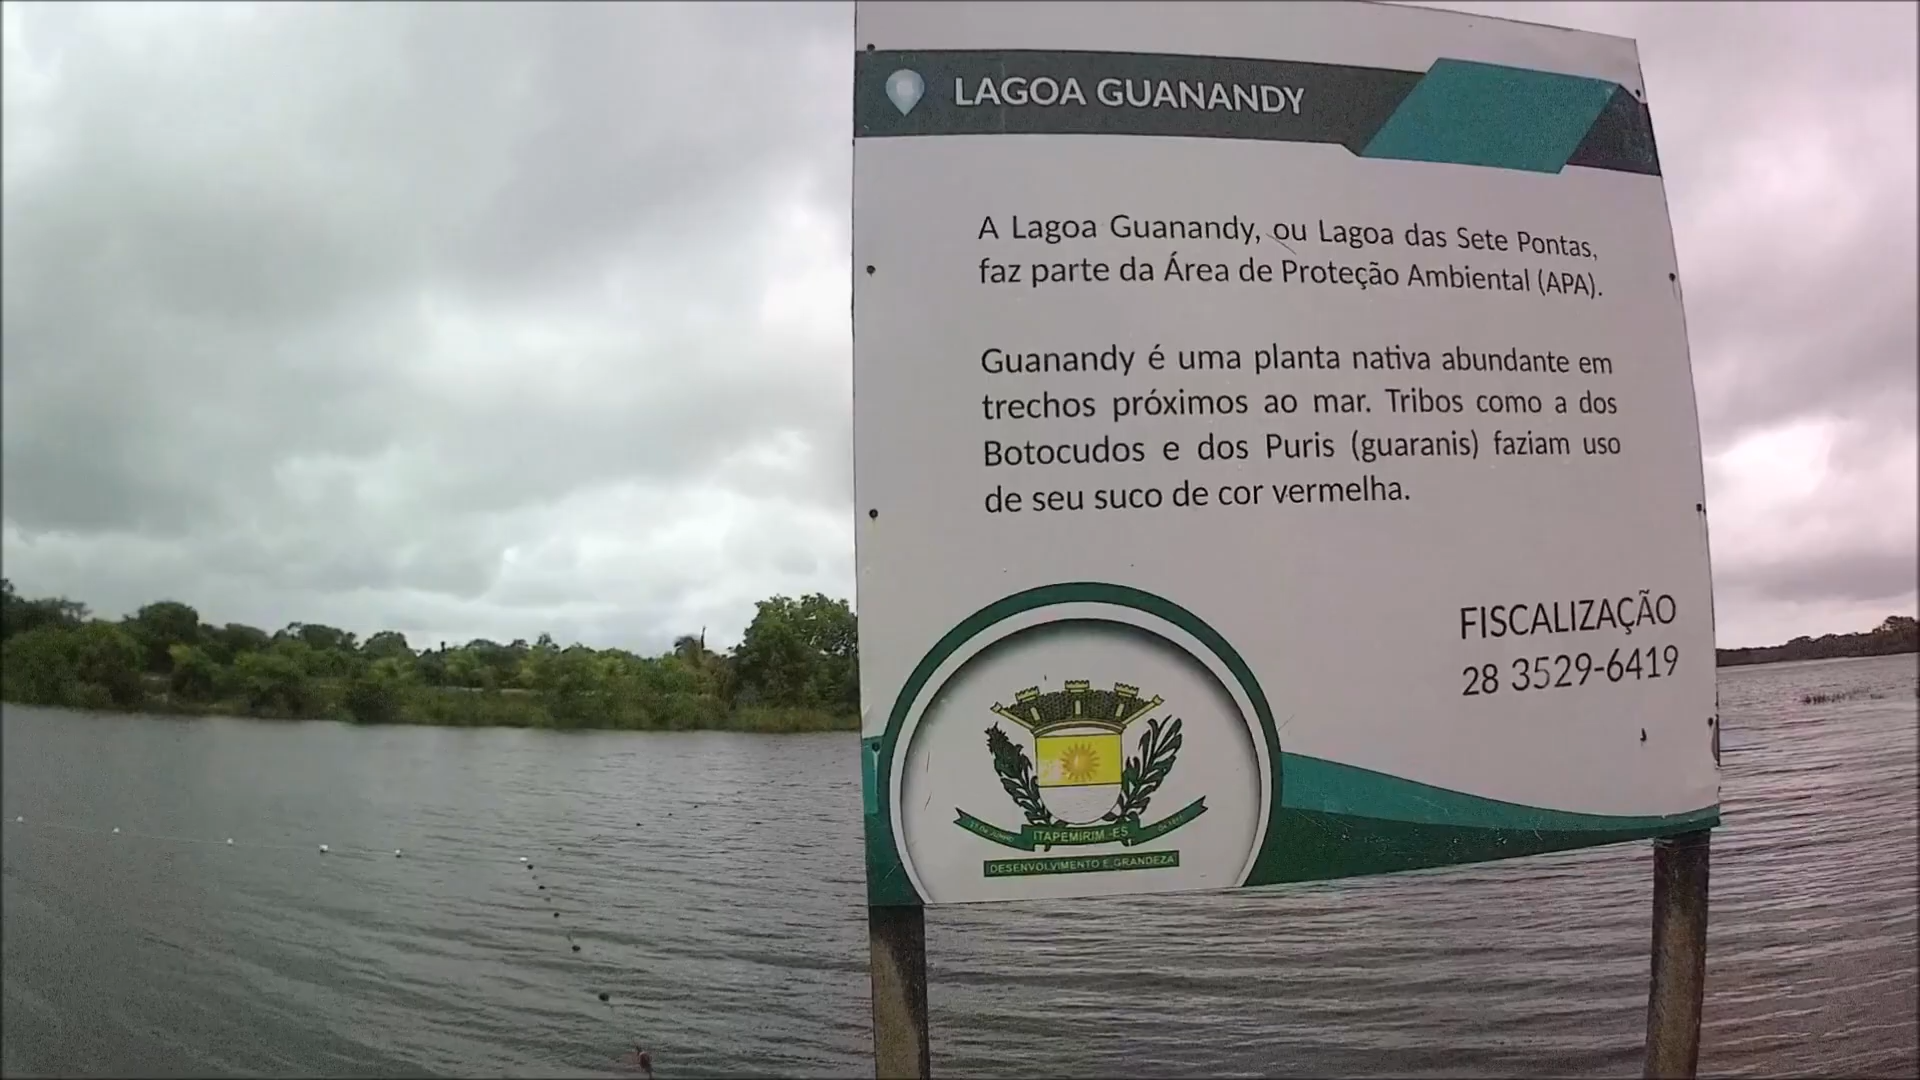 LAGOA GUANANDY
A Lagoa Guanandy, ou Lagoa das Sete Pontas,
faz parte da Área de Proteção Ambiental (APA).
Guanandy é uma planta nativa abundante em
trechos próximos ao mar. Tribos como a dos
Botocudos e dos Puris (guaranis) faziam uso
de seu suco de cor vermelha.
FISCALIZAÇÃO
28 3529-6419
ITAPEMIRIM-ES
DESENVOLVIMENTO E GRANDEZA